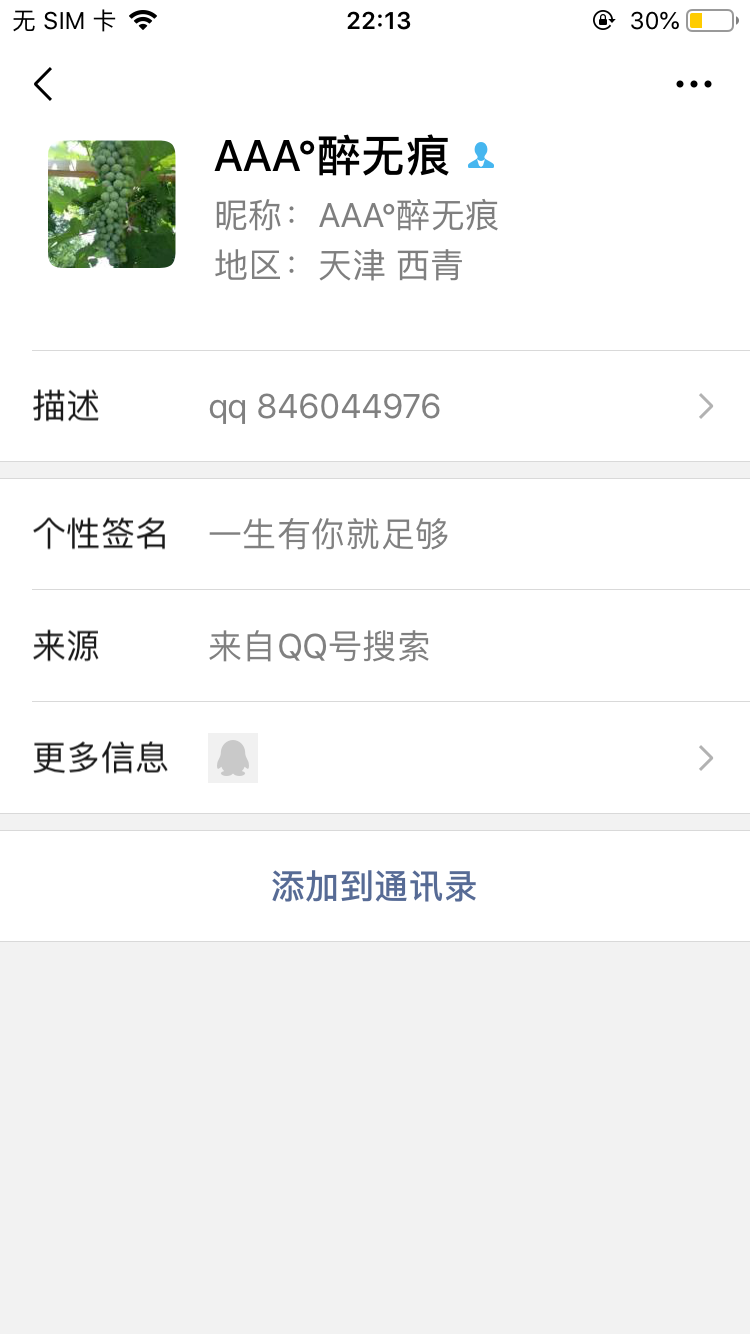 无 SIM 卡 22:13 30%
AAA°醉无痕
昵称： AAA°醉无痕
地区： 天津 西青
描述 qq 846044976
个性签名 一生有你就足够
来源 来自QQ号搜索
更多信息
添加到通讯录